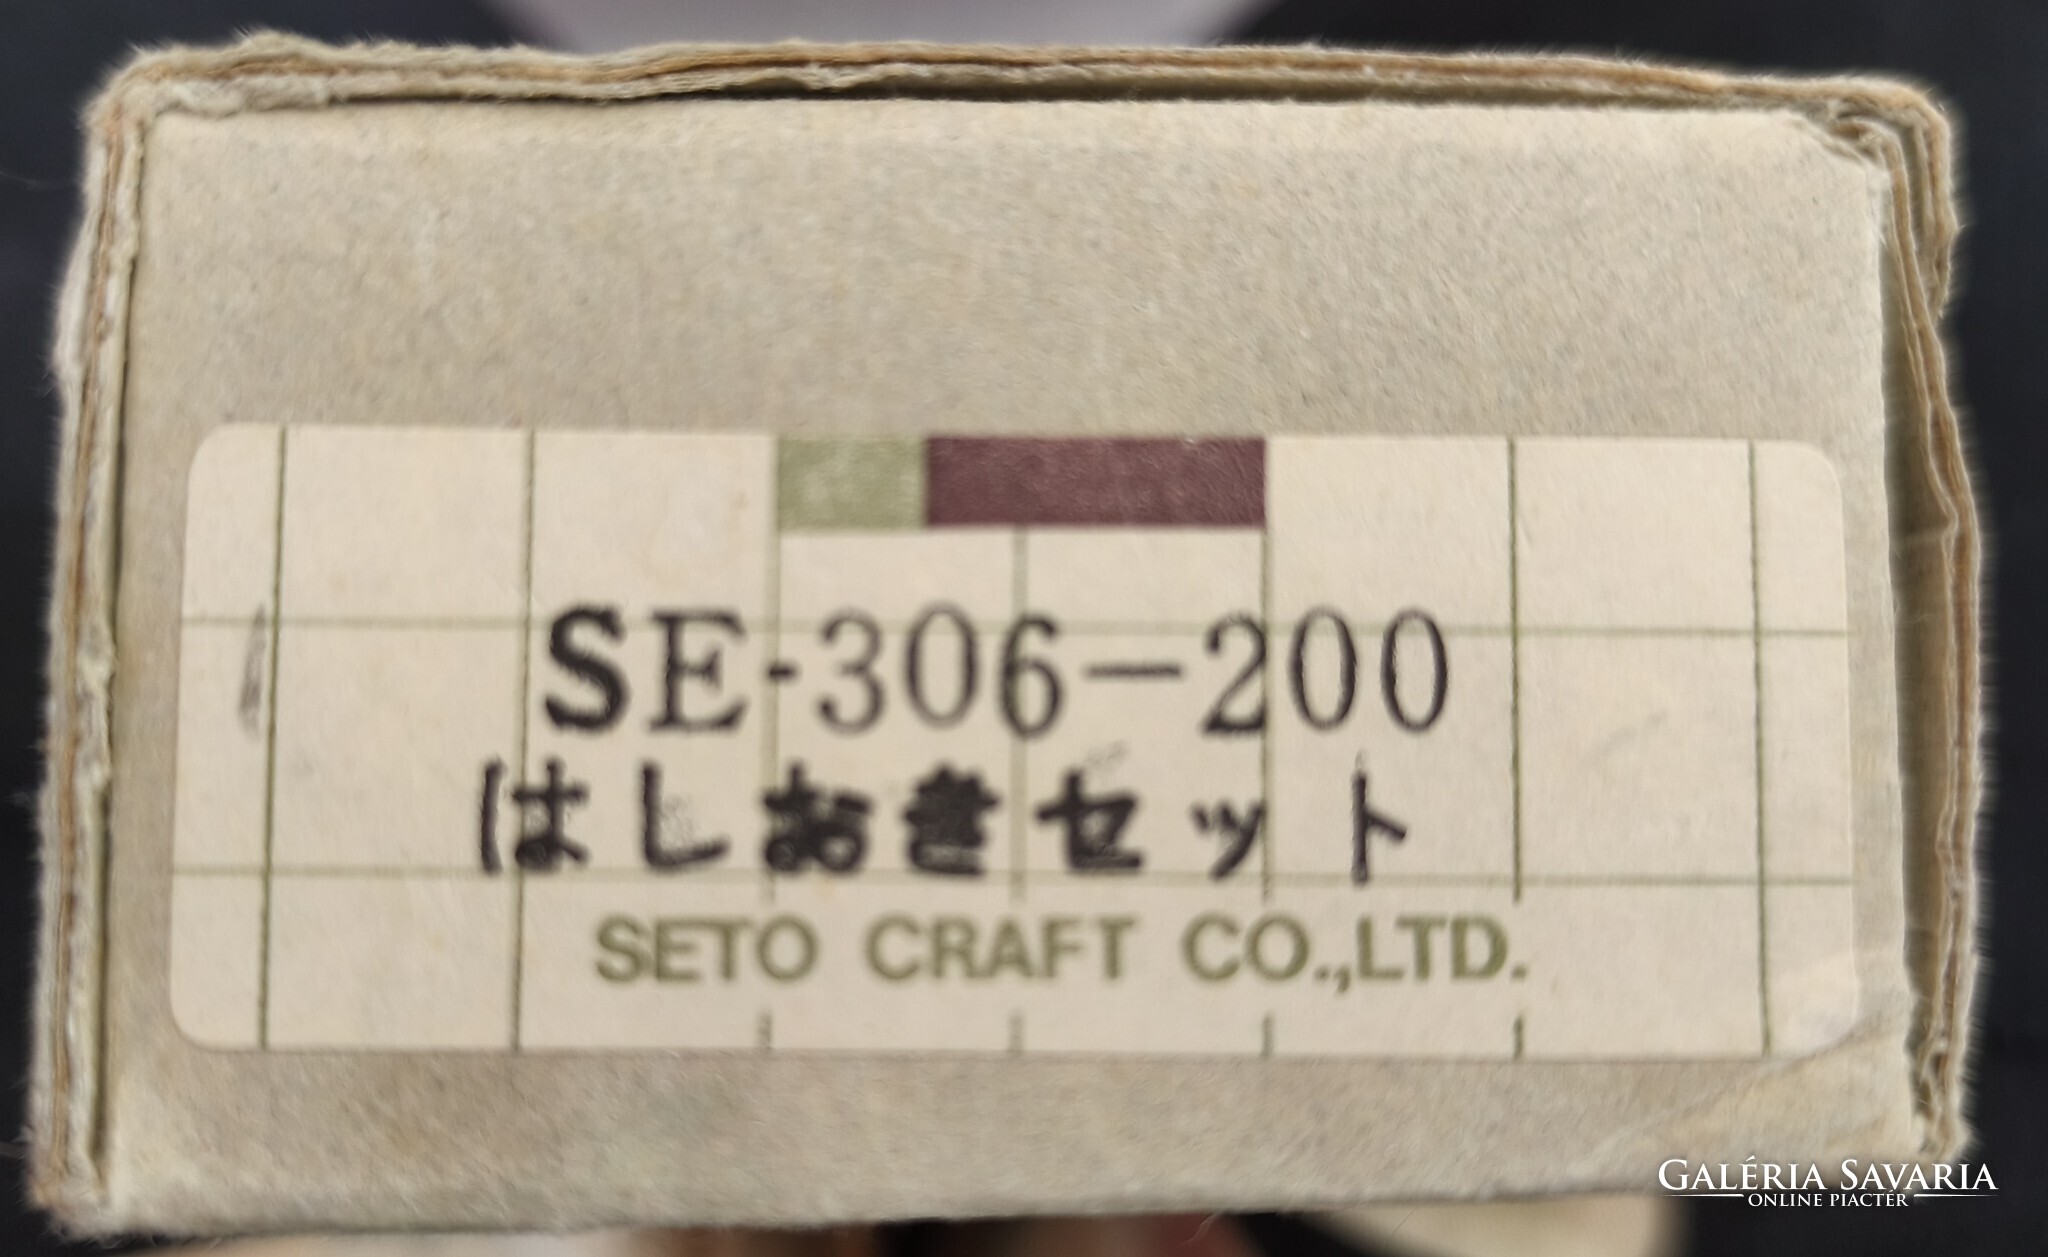 SE-306-200
はしおきセット
SETO CRAFT CO.,LTD.
GALÉRIA SAVARIA
ONLINE PIACTÉR